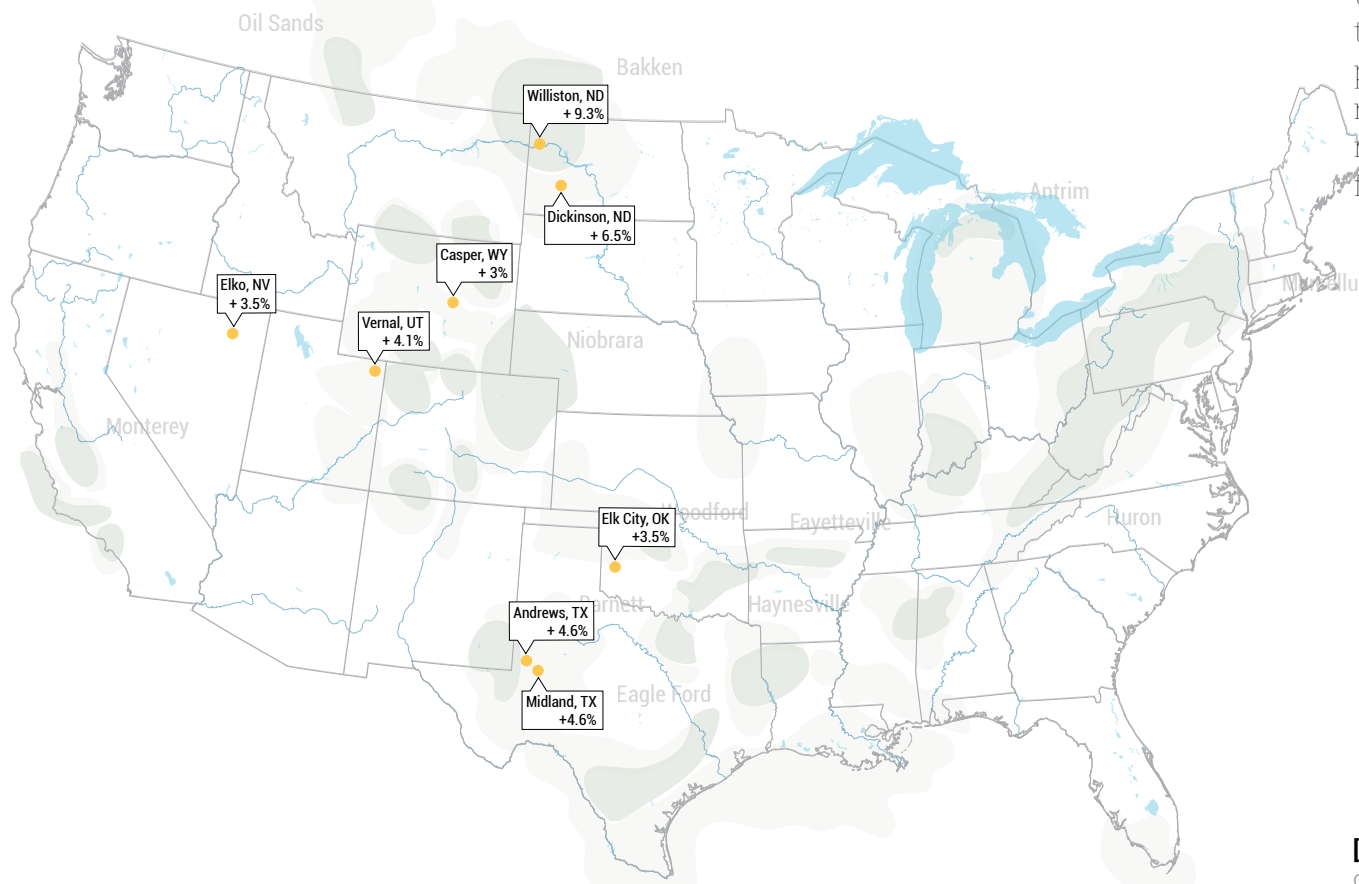 Oil Sands
Bakken
Williston, ND
+ 9.3%
Dickinson, ND
+ 6.5%
Antrim
Casper, WY
+ 3%
Elko, NV
+ 3.5%
Vernal, UT
+ 4.1%
Niobrara
Monterey
Elk City, OK
+3.5%
Woodford
Fayetteville
Huron
Andrews, TX
+ 4.6%
Barnett
Haynesville
Midland, TX
+4.6%
Eagle Ford